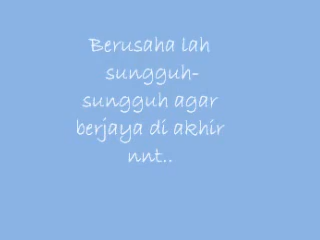 Berusaha lah
sungguh-
sungguh agar
berjaya di akhir
nnt..